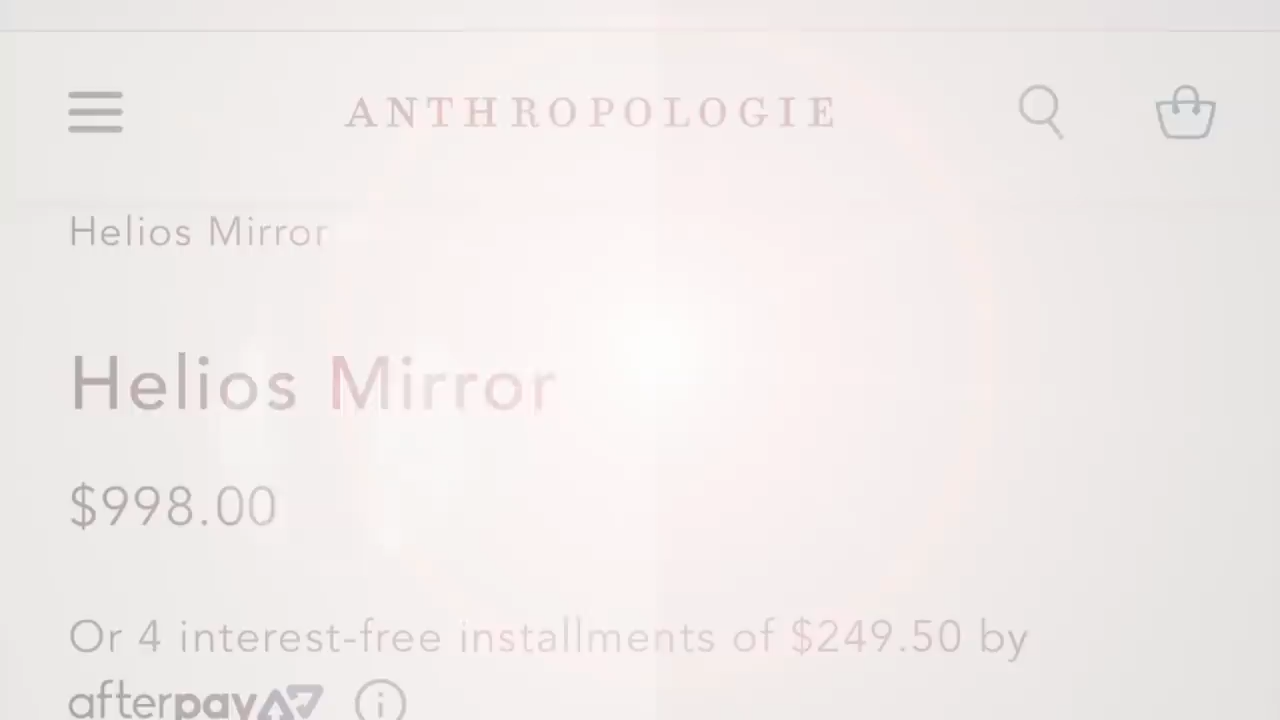 ANTHROPOLOGIE
Helios Mirror
Helios Mirror
$998.00
Or 4 interest-free installments of $249.50 by
afterpay